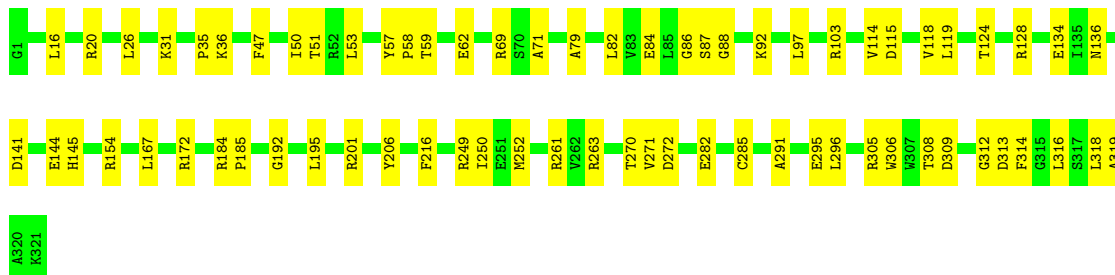 G1 L16 R20 L26 K31 P35 K36 F47 I50 T51 R52 L53 Y57 P58 T59 E62 R69 S70 A71 A79 L82 V83 E84 L85 G86 S87 G88 K92 L97 R103 V114 D115 V118 L119 T124 R128 E134 I135 N136
D141 E144 H145 R154 L167 R172 R184 P185 G192 L195 R201 Y206 F216 R249 I250 E251 M252 R261 V262 R263 T270 V271 D272 E282 C285 A291 E295 L296 R305 W306 W307 T308 D309 G312 D313 F314 G315 L316 S317 L318 A319
A320 K321